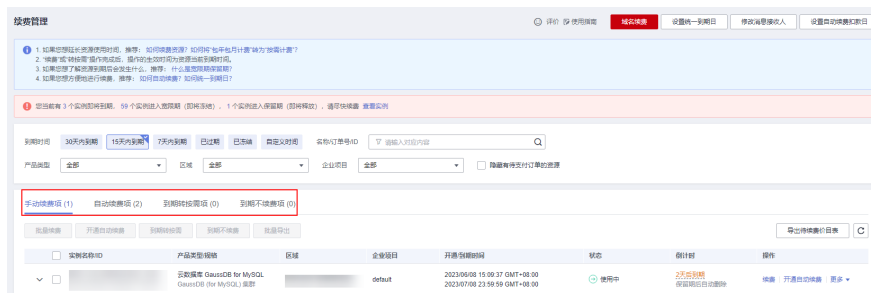 续费管理
评价 使用指南 域名续费 设置统一到期日 修改消息接收人 设置自动续费扣款日
1. 如果您想延长资源使用时间，推荐： 如何续费资源？如何将“包年包月计费”转为“按需计费”？
2. “续费”或“转按需”操作完成后，操作的生效时间为资源当前到期时间。
3. 如果您想了解资源到期后会发生什么，推荐： 什么是宽限期保留期？
4. 如果您想方便地进行续费，推荐： 如何自动续费？如何统一到期日？
您当前有 3 个实例即将到期， 59 个实例进入宽限期（即将冻结）， 1 个实例进入保留期（即将释放），请尽快续费 查看实例
到期时间 30天内到期 15天内到期 7天内到期 已过期 已冻结 自定义时间 名称/订单号/ID 请输入对应内容
产品类型 全部 区域 全部 企业项目 全部 隐藏有待支付订单的资源
手动续费项 (1) 自动续费项 (2) 到期转按需项 (0) 到期不续费项 (0)
批量续费 开通自动续费 到期转按需 到期不续费 批量导出 导出待续费价目表
实例名称/ID 产品类型/规格 区域 企业项目 开通/到期时间 状态 倒计时 操作
云数据库 GaussDB for MySQL default 2023/06/08 15:09:37 GMT+08:00 使用中 2天后到期 续费 开通自动续费 更多
GaussDB (for MySQL) 集群 2023/07/08 23:59:59 GMT+08:00 保留期后自动删除